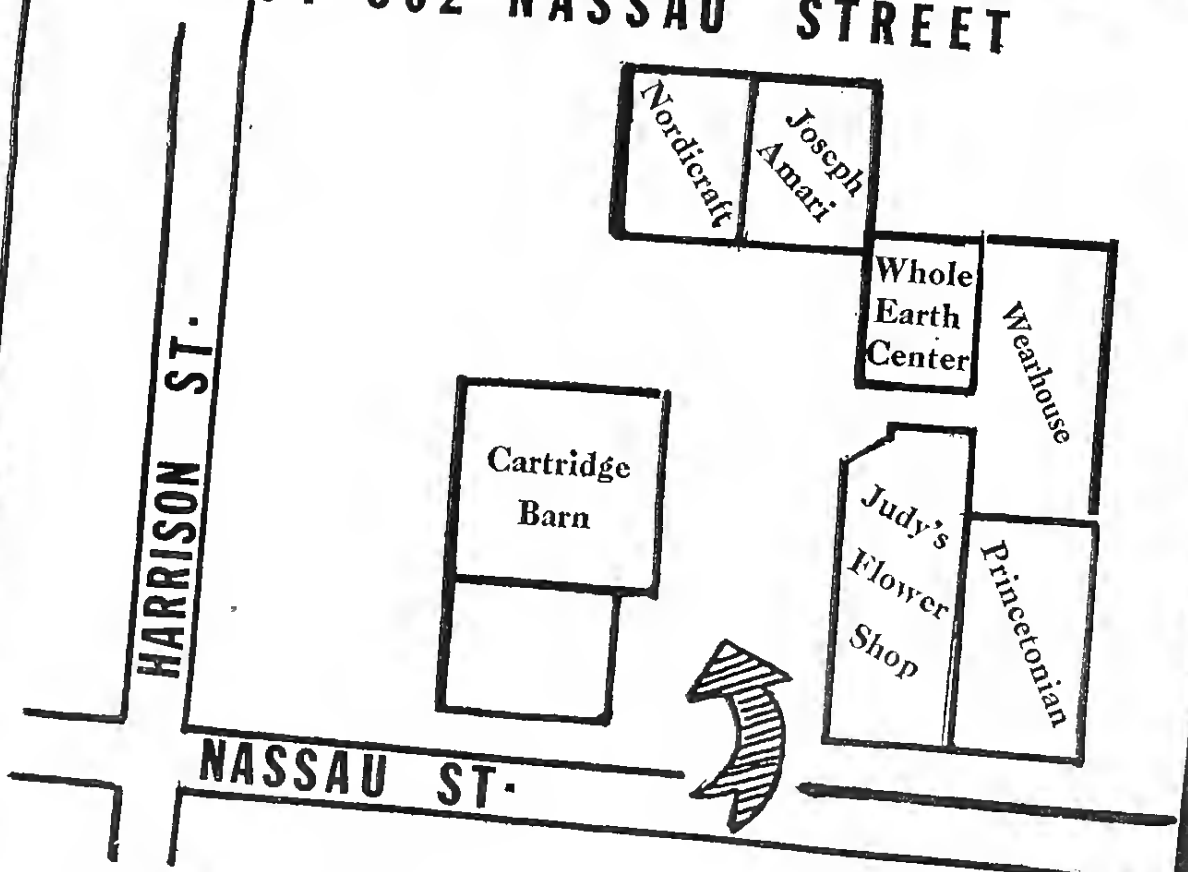 NASSAU STREET
Nordicraft
Joseph
Amari
Whole
Earth
Center
Wearhouse
HARRISON ST.
Cartridge
Barn
Judy's
Flower
Shop
Princetonian
NASSAU ST.